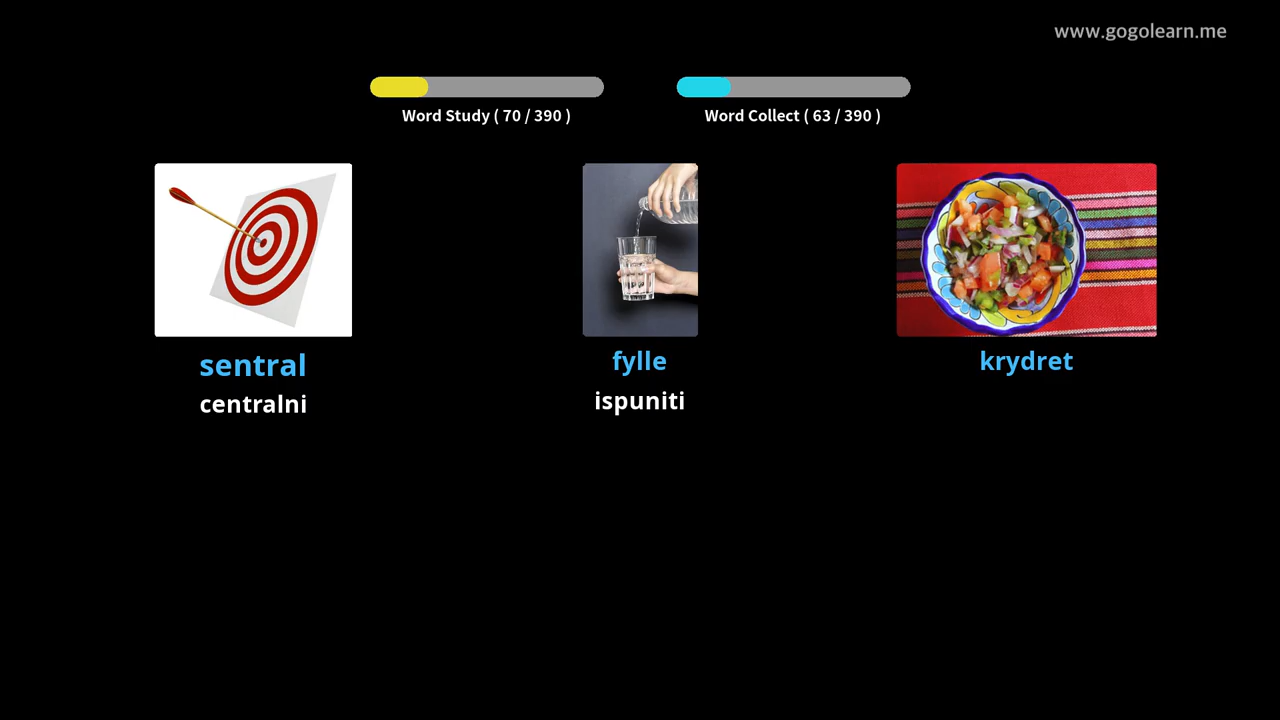 www.gogolearn.me
Word Study ( 70 / 390 )
Word Collect ( 63 / 390 )
sentral
centralni
fylle
ispuniti
krydret